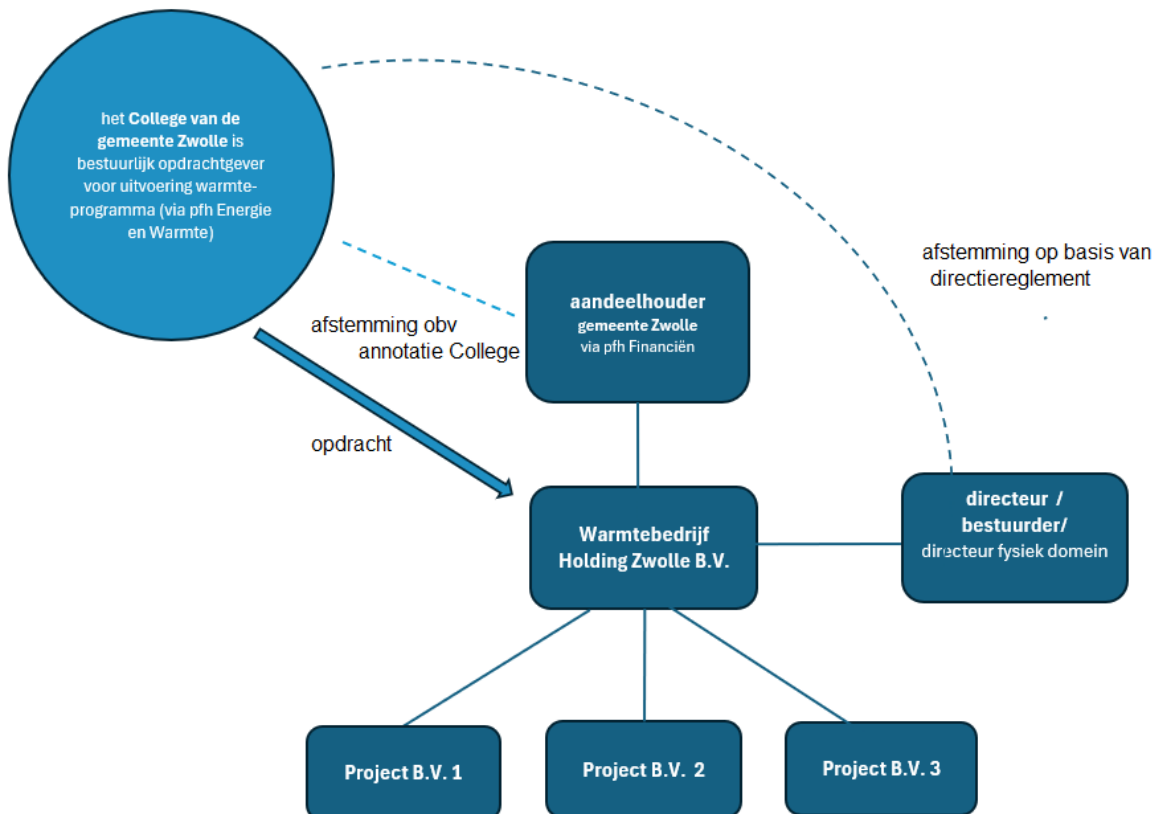 het College van de
gemeente Zwolle is
bestuurlijk opdrachtgever
voor uitvoering warmte-
programma (via pfh Energie
en Warmte)
aandeelhouder
gemeente Zwolle
via pfh Financiën
afstemming op basis van
directiereglement
afstemming obv
annotatie College
opdracht
Warmtebedrijf
Holding Zwolle B.V.
directeur /
bestuurder/
directeur fysiek domein
Project B.V. 1
Project B.V. 2
Project B.V. 3